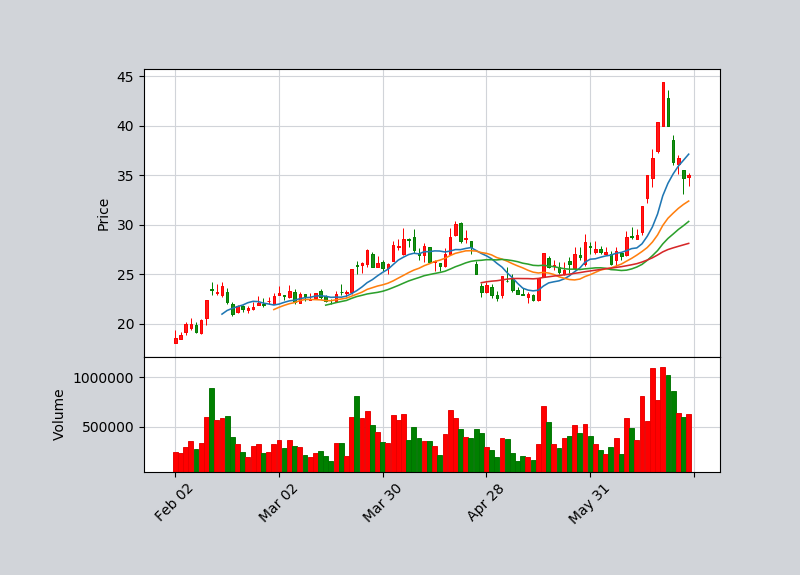 45
40
35
30
25
20
Price
1000000
500000
Volume
Feb 02
Mar 02
Mar 30
Apr 28
May 31